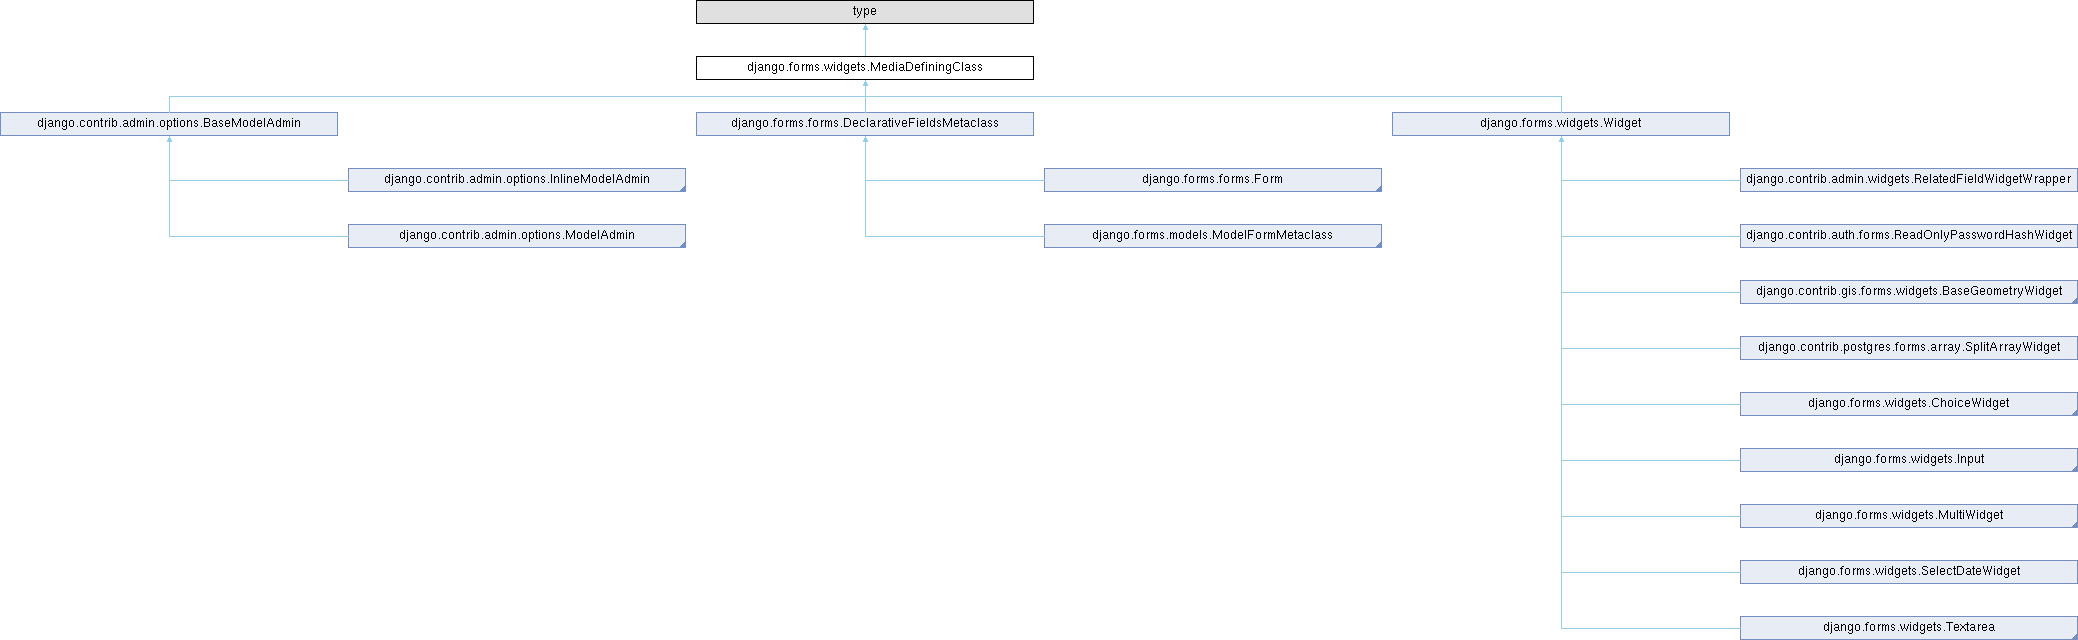 type
django.forms.widgets.MediaDefiningClass
django.contrib.admin.options.BaseModelAdmin
django.forms.forms.DeclarativeFieldsMetaclass
django.forms.widgets.Widget
django.contrib.admin.options.InlineModelAdmin
django.forms.forms.Form
django.contrib.admin.widgets.RelatedFieldWidgetWrapper
django.contrib.admin.options.ModelAdmin
django.forms.models.ModelFormMetaclass
django.contrib.auth.forms.ReadOnlyPasswordHashWidget
django.contrib.gis.forms.widgets.BaseGeometryWidget
django.contrib.postgres.forms.array.SplitArrayWidget
django.forms.widgets.ChoiceWidget
django.forms.widgets.Input
django.forms.widgets.MultiWidget
django.forms.widgets.SelectDateWidget
django.forms.widgets.Textarea